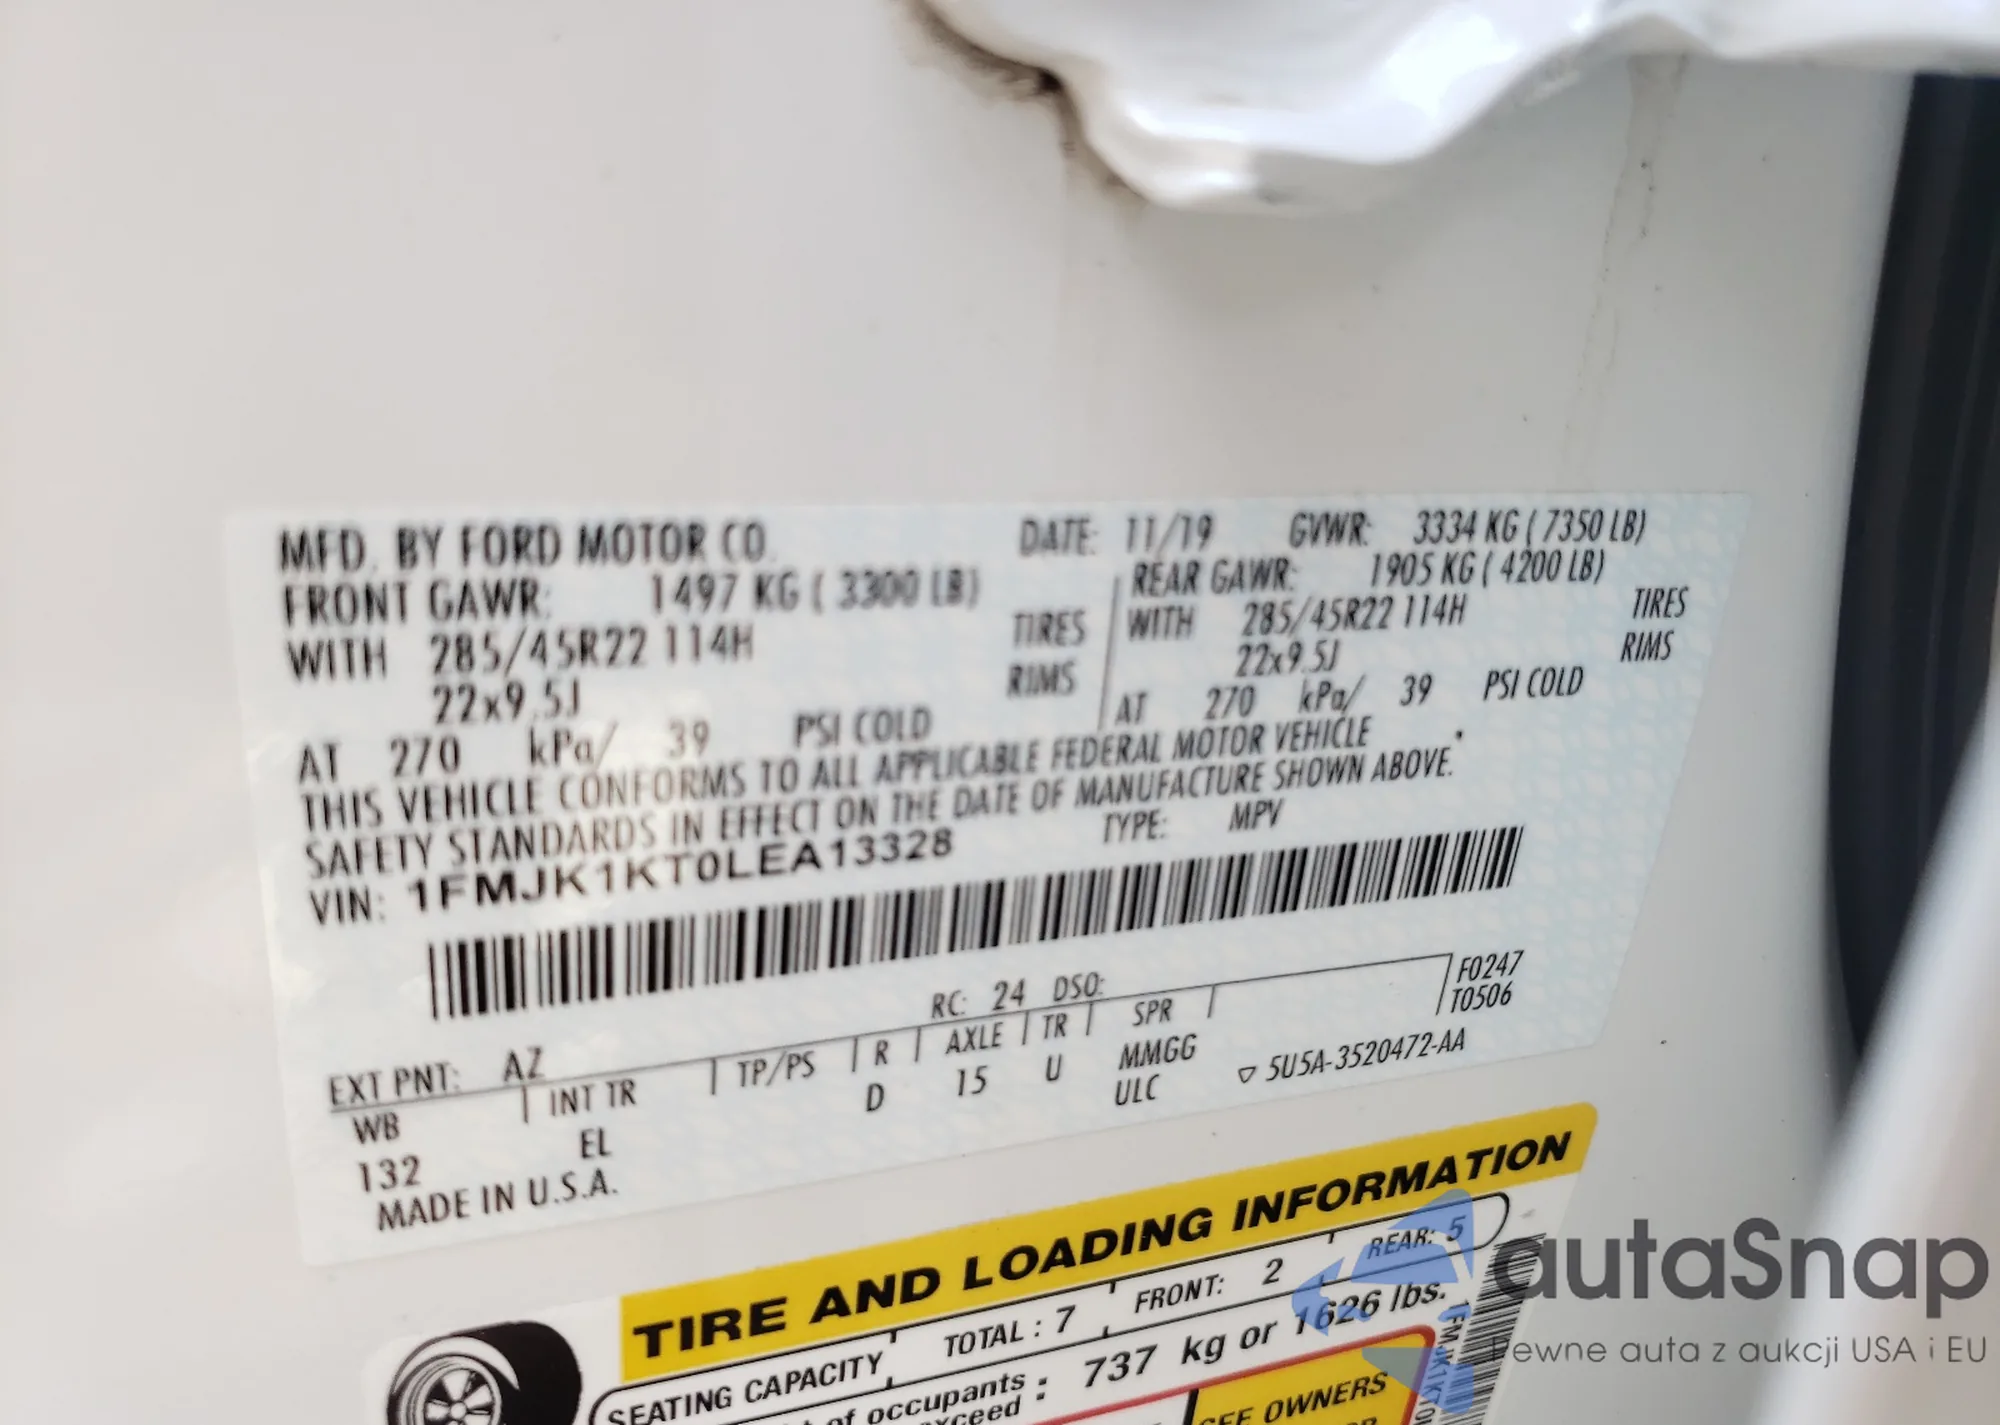 MFD. BY FORD MOTOR CO.
DATE: 11/19 GVWR: 3334 KG ( 7350 LB)
FRONT GAWR: 1497 KG ( 3300 LB)
REAR GAWR: 1905 KG ( 4200 LB)
WITH 285/45R22 114H TIRES
WITH 285/45R22 114H TIRES
22x9.5J RIMS
22x9.5J RIMS
AT 270 kPa/ 39 PSI COLD
AT 270 kPa/ 39 PSI COLD
THIS VEHICLE CONFORMS TO ALL APPLICABLE FEDERAL MOTOR VEHICLE
SAFETY STANDARDS IN EFFECT ON THE DATE OF MANUFACTURE SHOWN ABOVE.
VIN: 1FMJK1KT0LEA13328
TYPE: MPV
F0247
RC: 24 DSO: T0506
EXT PNT: AZ
WB INT TR TP/PS R AXLE TR SPR
132 EL D 15 U MMGG
ULC
▽ 5U5A-3520472-AA
MADE IN U.S.A.
TIRE AND LOADING INFORMATION
SEATING CAPACITY TOTAL : 7 FRONT: 2 REAR: 5
of occupants : 737 kg or 1626 lbs.
exceed
SEE OWNERS
autaSnap
Pewne auta z aukcji USA i EU